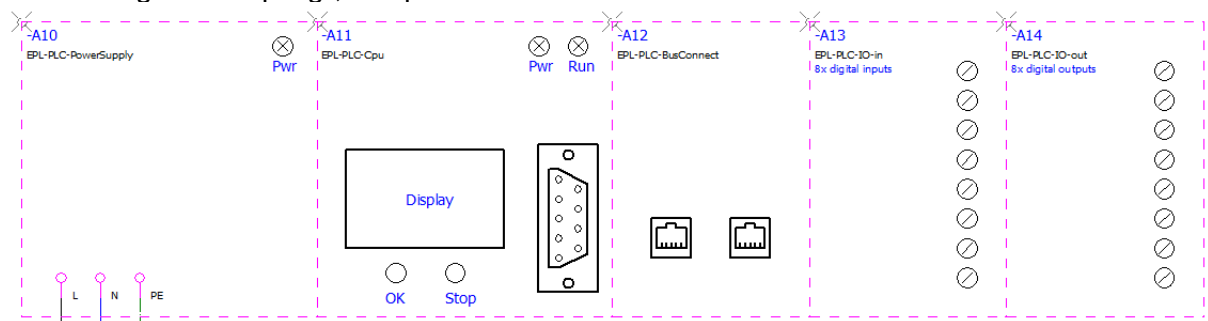 -A10
EPL-PLC-PowerSupply
Pwr
L
N
PE
-A11
EPL-PLC-Cpu
Pwr
Run
Display
OK
Stop
-A12
EPL-PLC-BusConnect
-A13
EPL-PLC-IO-in
8x digital inputs
-A14
EPL-PLC-IO-out
8x digital outputs